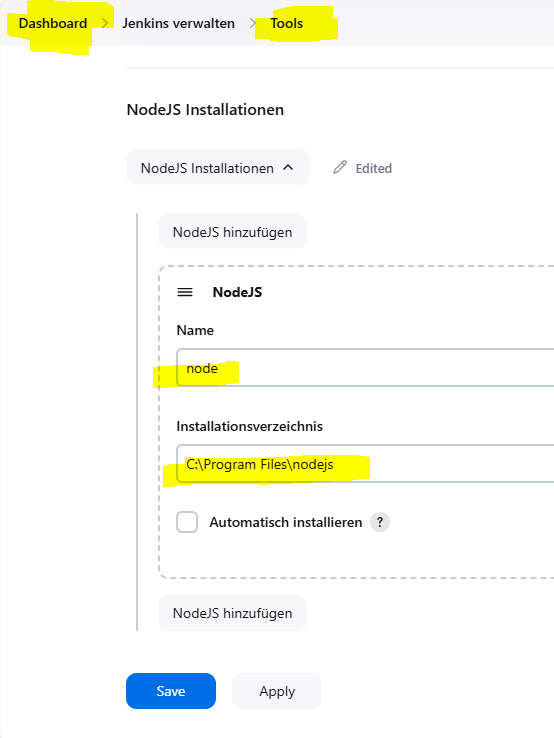 Dashboard > Jenkins verwalten > Tools
NodeJS Installationen
NodeJS Installationen Edited
NodeJS hinzufügen
NodeJS
Name
node
Installationsverzeichnis
C:\Program Files\nodejs
Automatisch installieren ?
NodeJS hinzufügen
Save Apply